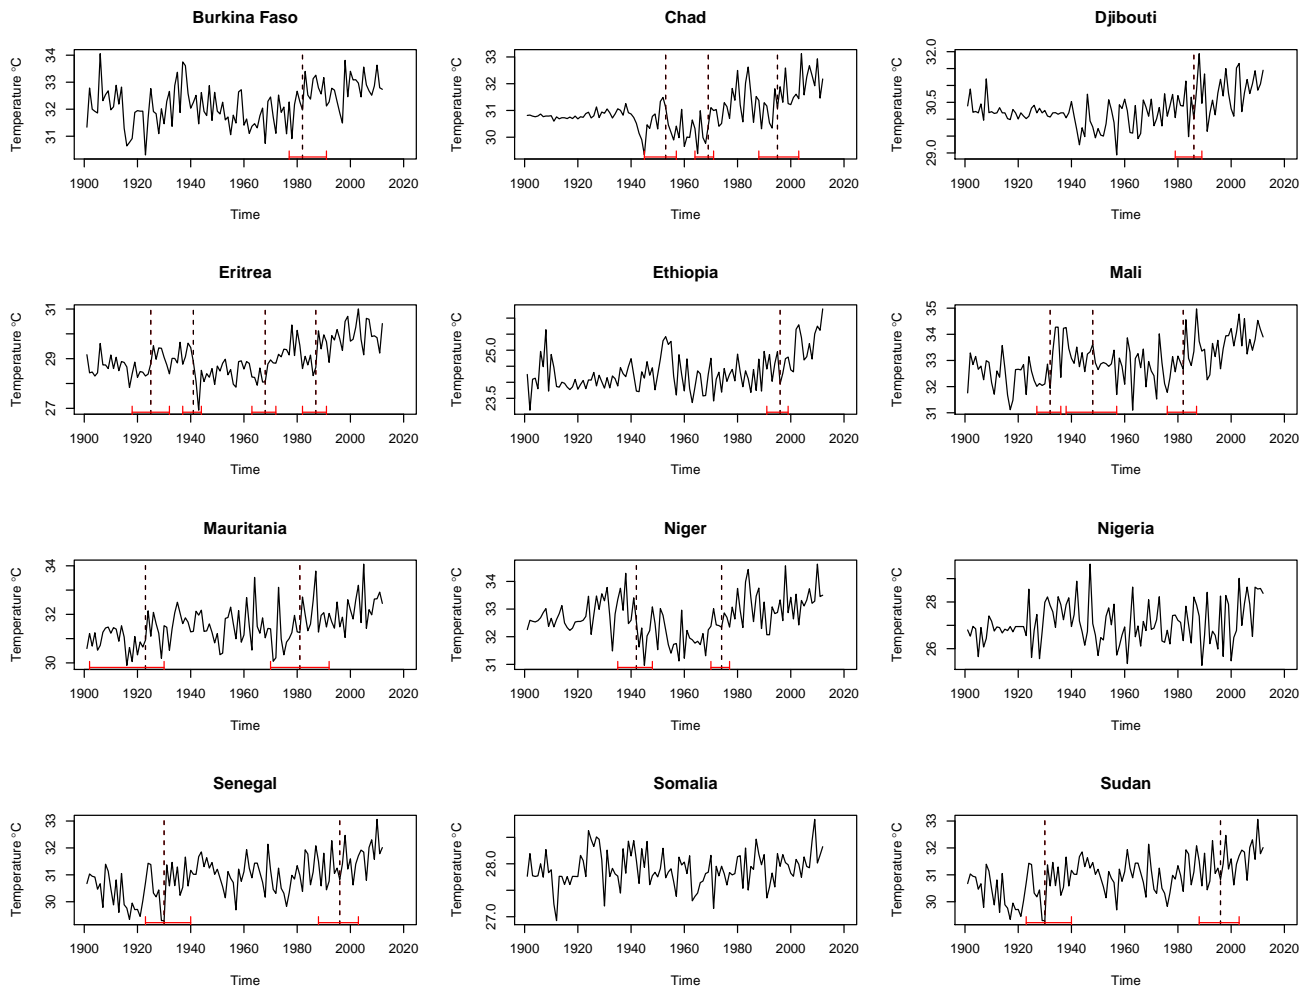 Burkina Faso
Chad
Djibouti
Temperature °C
31 32 33 34
1900 1920 1940 1960 1980 2000 2020
Time
Temperature °C
30 31 32 33
1900 1920 1940 1960 1980 2000 2020
Time
Temperature °C
29.0 30.5 32.0
1900 1920 1940 1960 1980 2000 2020
Time
Eritrea
Ethiopia
Mali
Temperature °C
27 29 31
1900 1920 1940 1960 1980 2000 2020
Time
Temperature °C
23.5 25.0
1900 1920 1940 1960 1980 2000 2020
Time
Temperature °C
31 32 33 34 35
1900 1920 1940 1960 1980 2000 2020
Time
Mauritania
Niger
Nigeria
Temperature °C
30 32 34
1900 1920 1940 1960 1980 2000 2020
Time
Temperature °C
31 32 33 34
1900 1920 1940 1960 1980 2000 2020
Time
Temperature °C
26 28
1900 1920 1940 1960 1980 2000 2020
Time
Senegal
Somalia
Sudan
Temperature °C
30 31 32 33
1900 1920 1940 1960 1980 2000 2020
Time
Temperature °C
27.0 28.0
1900 1920 1940 1960 1980 2000 2020
Time
Temperature °C
30 31 32 33
1900 1920 1940 1960 1980 2000 2020
Time